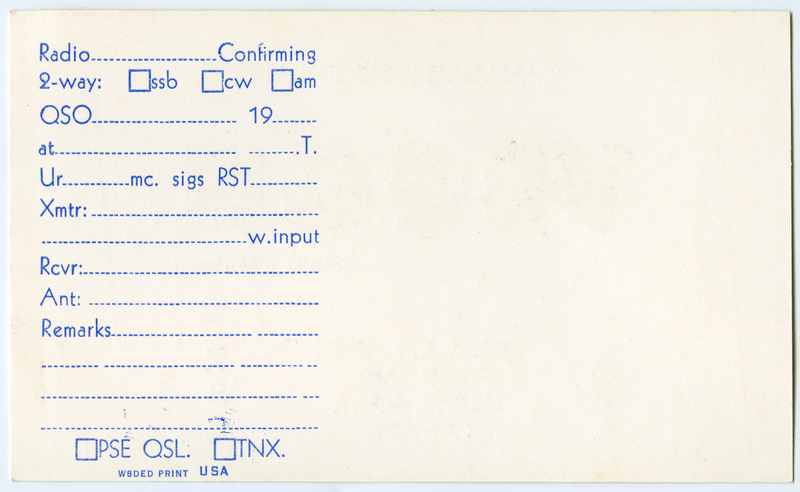 Radio Confirming
2-way: ssb cw am
QSO 19
at .T.
Ur mc. sigs RST
Xmtr:
w.input
Rcvr:
Ant:
Remarks
PSE QSL. TNX.
W8DED PRINT USA